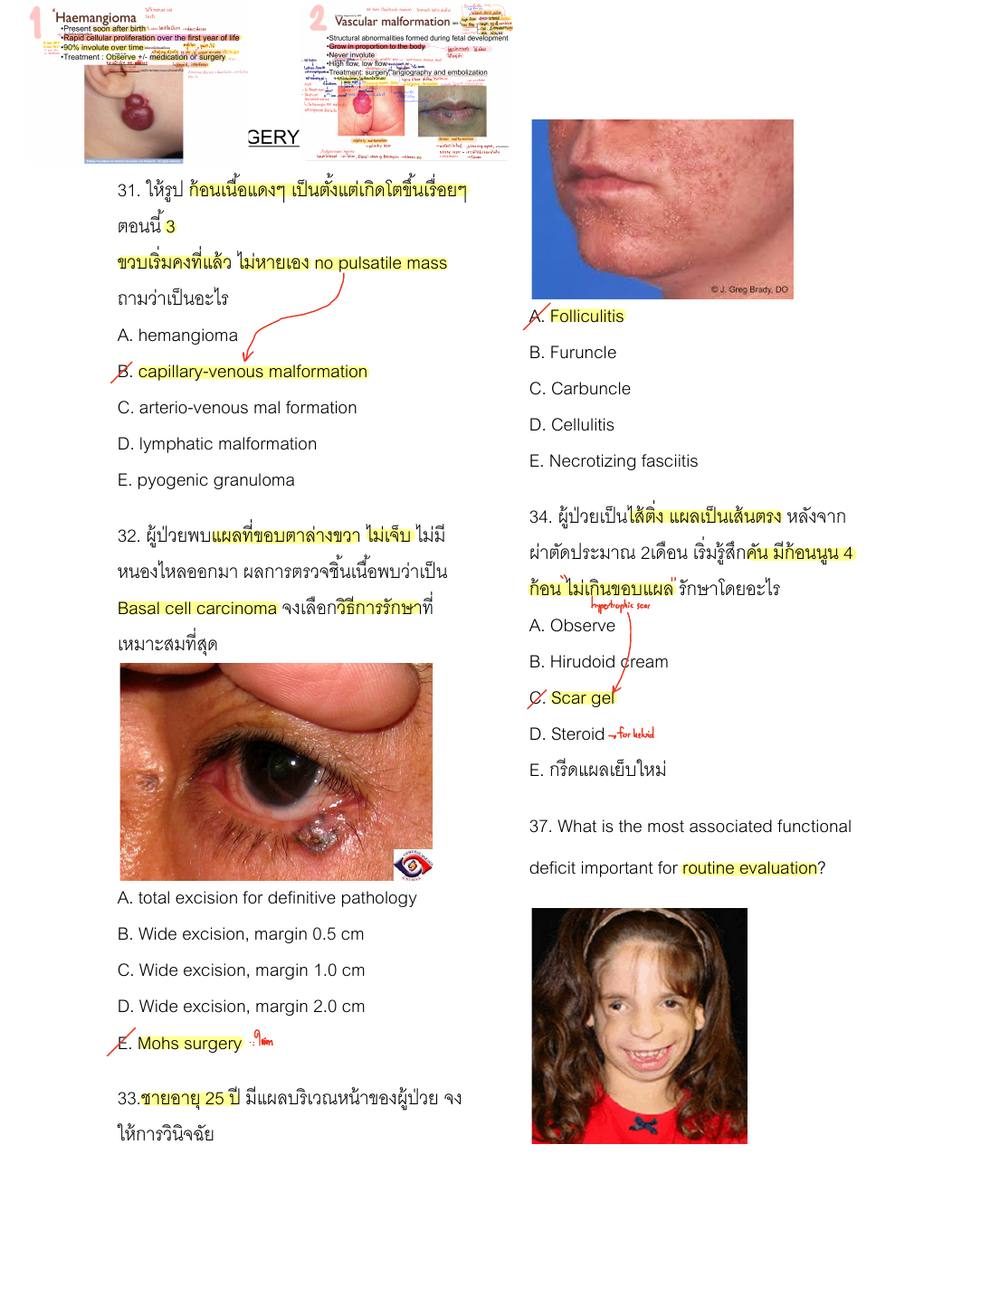 1
Haemangioma
•Present soon after birth
•Rapid cellular proliferation over the first year of life
•90% involute over time
•Treatment : Observe +/- medication or surgery
2
Vascular malformation
•Structural abnormalities formed during fetal development
•Grow in proportion to the body
•Never involute
•High flow, low flow
•Treatment: surgery, angiography and embolization
GERY
31. ให้รูป ก้อนเนื้อแดงๆ เป็นตั้งแต่เกิดโตขึ้นเรื่อยๆ
ตอนนี้ 3
ขวบเริ่มคงที่แล้ว ไม่หายเอง no pulsatile mass
ถามว่าเป็นอะไร
A. hemangioma
B. capillary-venous malformation
C. arterio-venous mal formation
D. lymphatic malformation
E. pyogenic granuloma
32. ผู้ป่วยพบแผลที่ขอบตาล่างขวา ไม่เจ็บ ไม่มี
หนองไหลออกมา ผลการตรวจชิ้นเนื้อพบว่าเป็น
Basal cell carcinoma จงเลือกวิธีการรักษาที่
เหมาะสมที่สุด
A. total excision for definitive pathology
B. Wide excision, margin 0.5 cm
C. Wide excision, margin 1.0 cm
D. Wide excision, margin 2.0 cm
E. Mohs surgery
33.ชายอายุ 25 ปี มีแผลบริเวณหน้าของผู้ป่วย จง
ให้การวินิจฉัย
© J. Greg Brady, DO
A. Folliculitis
B. Furuncle
C. Carbuncle
D. Cellulitis
E. Necrotizing fasciitis
34. ผู้ป่วยเป็นไส้ติ่ง แผลเป็นเส้นตรง หลังจาก
ผ่าตัดประมาณ 2เดือน เริ่มรู้สึกคัน มีก้อนนูน 4
ก้อน "ไม่เกินขอบแผล" รักษาโดยอะไร
hypertrophic scar
A. Observe
B. Hirudoid cream
C. Scar gel
D. Steroid → for keloid
E. กรีดแผลเย็บใหม่
37. What is the most associated functional
deficit important for routine evaluation?